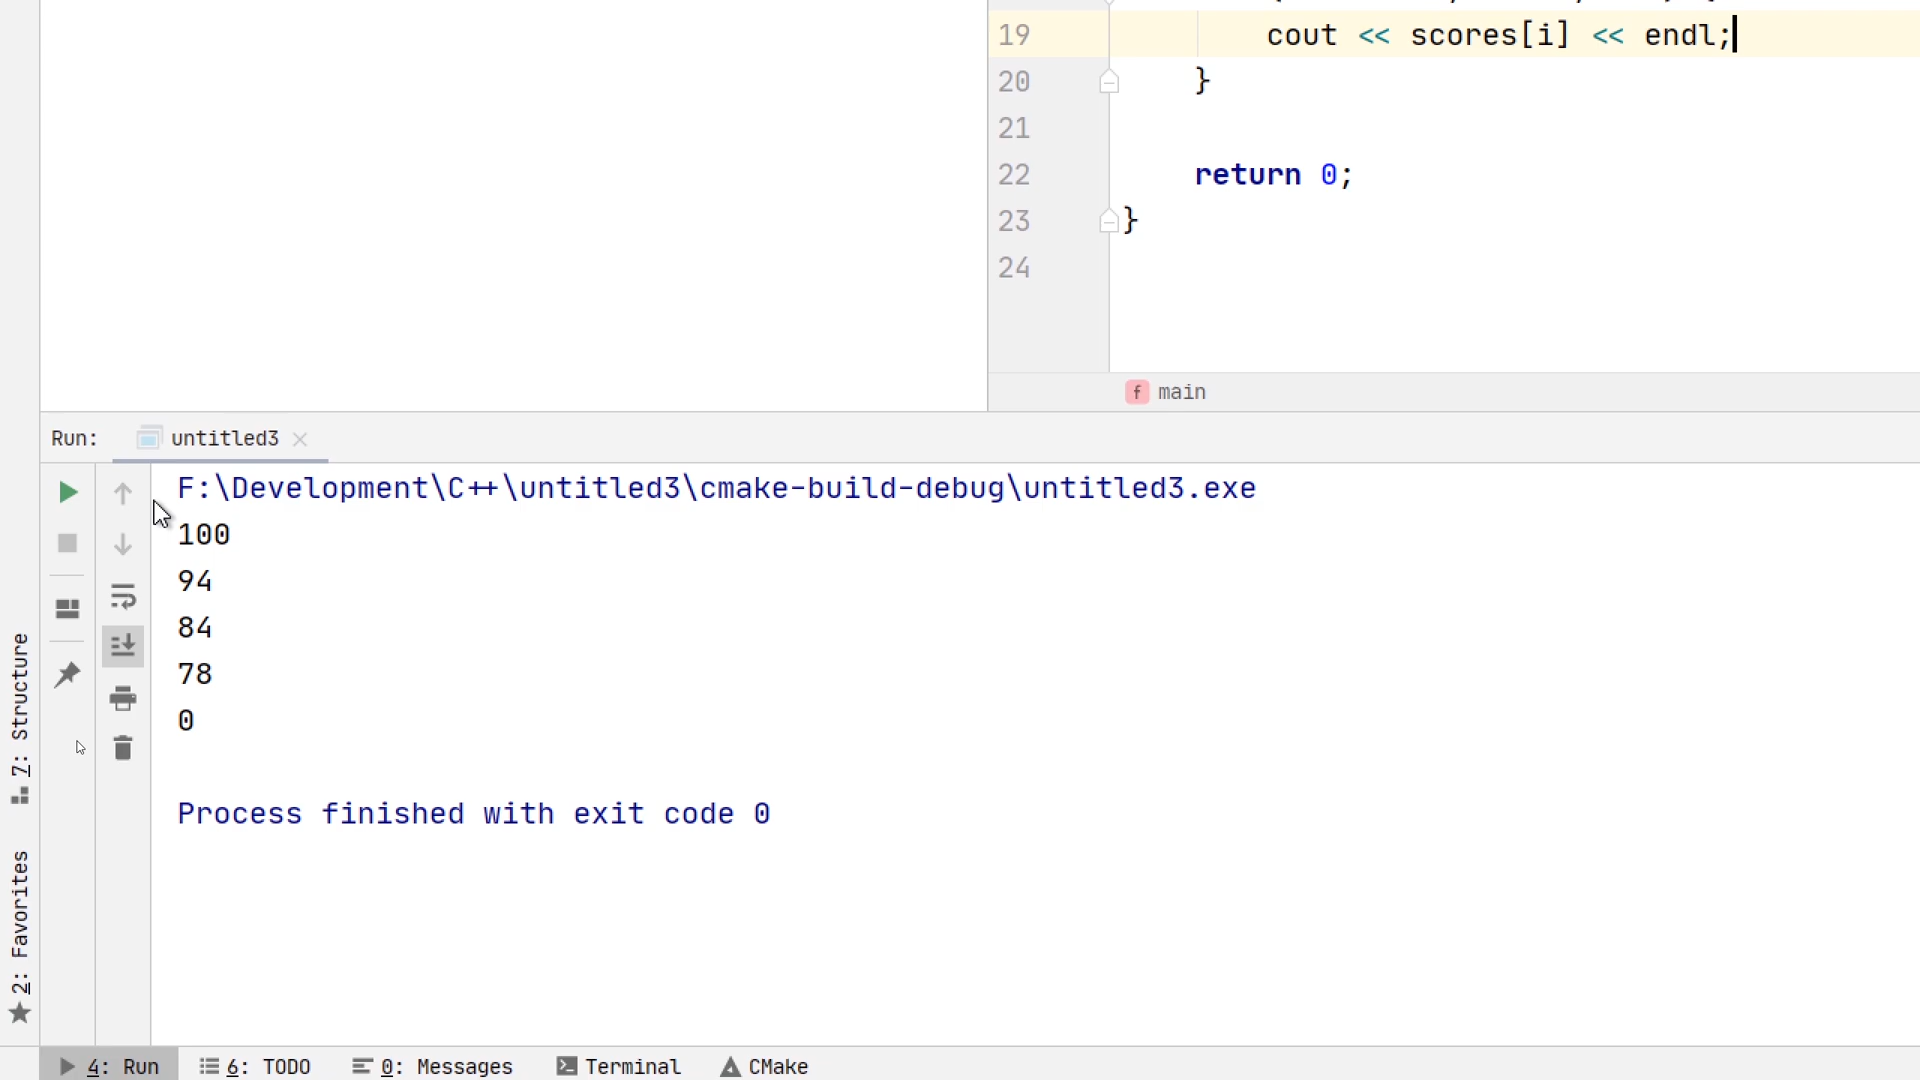 19 cout << scores[i] << endl;
20 }
21
22 return 0;
23 }
24
f main
Run: untitled3
F:\Development\C++\untitled3\cmake-build-debug\untitled3.exe
100
94
84
78
0
Process finished with exit code 0
7: Structure
2: Favorites
4: Run 6: TODO 0: Messages Terminal CMake